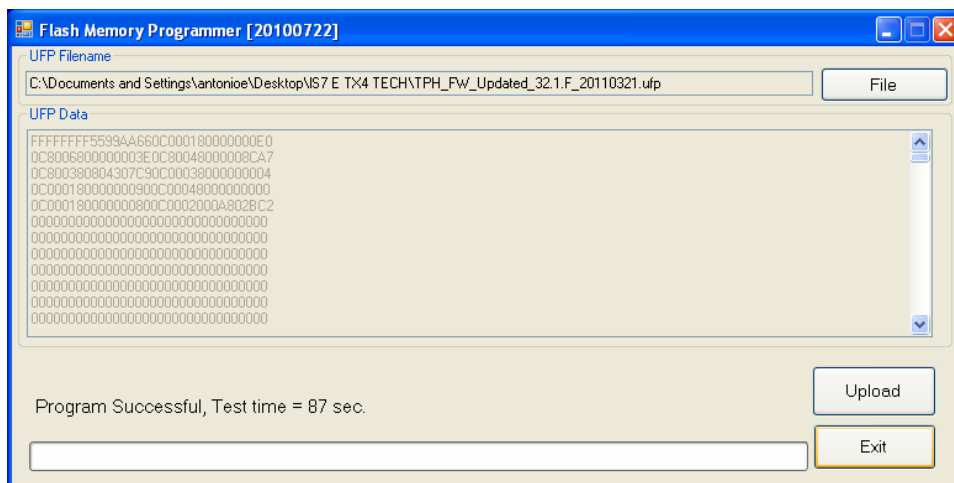 Flash Memory Programmer [20100722]
UFP Filename
C:\Documents and Settings\antonioe\Desktop\IS7 E TX4 TECH\TPH_FW_Updated_32.1.F_20110321.ufp
File
UFP Data
FFFFFFFF5599AA660C000180000000E0
0C8006800000003E0C80048000008CA7
0C800380804307C90C00038000000004
0C000180000000900C00048000000000
0C000180000000800C0002000A802BC2
00000000000000000000000000000000
00000000000000000000000000000000
00000000000000000000000000000000
00000000000000000000000000000000
00000000000000000000000000000000
00000000000000000000000000000000
00000000000000000000000000000000
Upload
Program Successful, Test time = 87 sec.
Exit